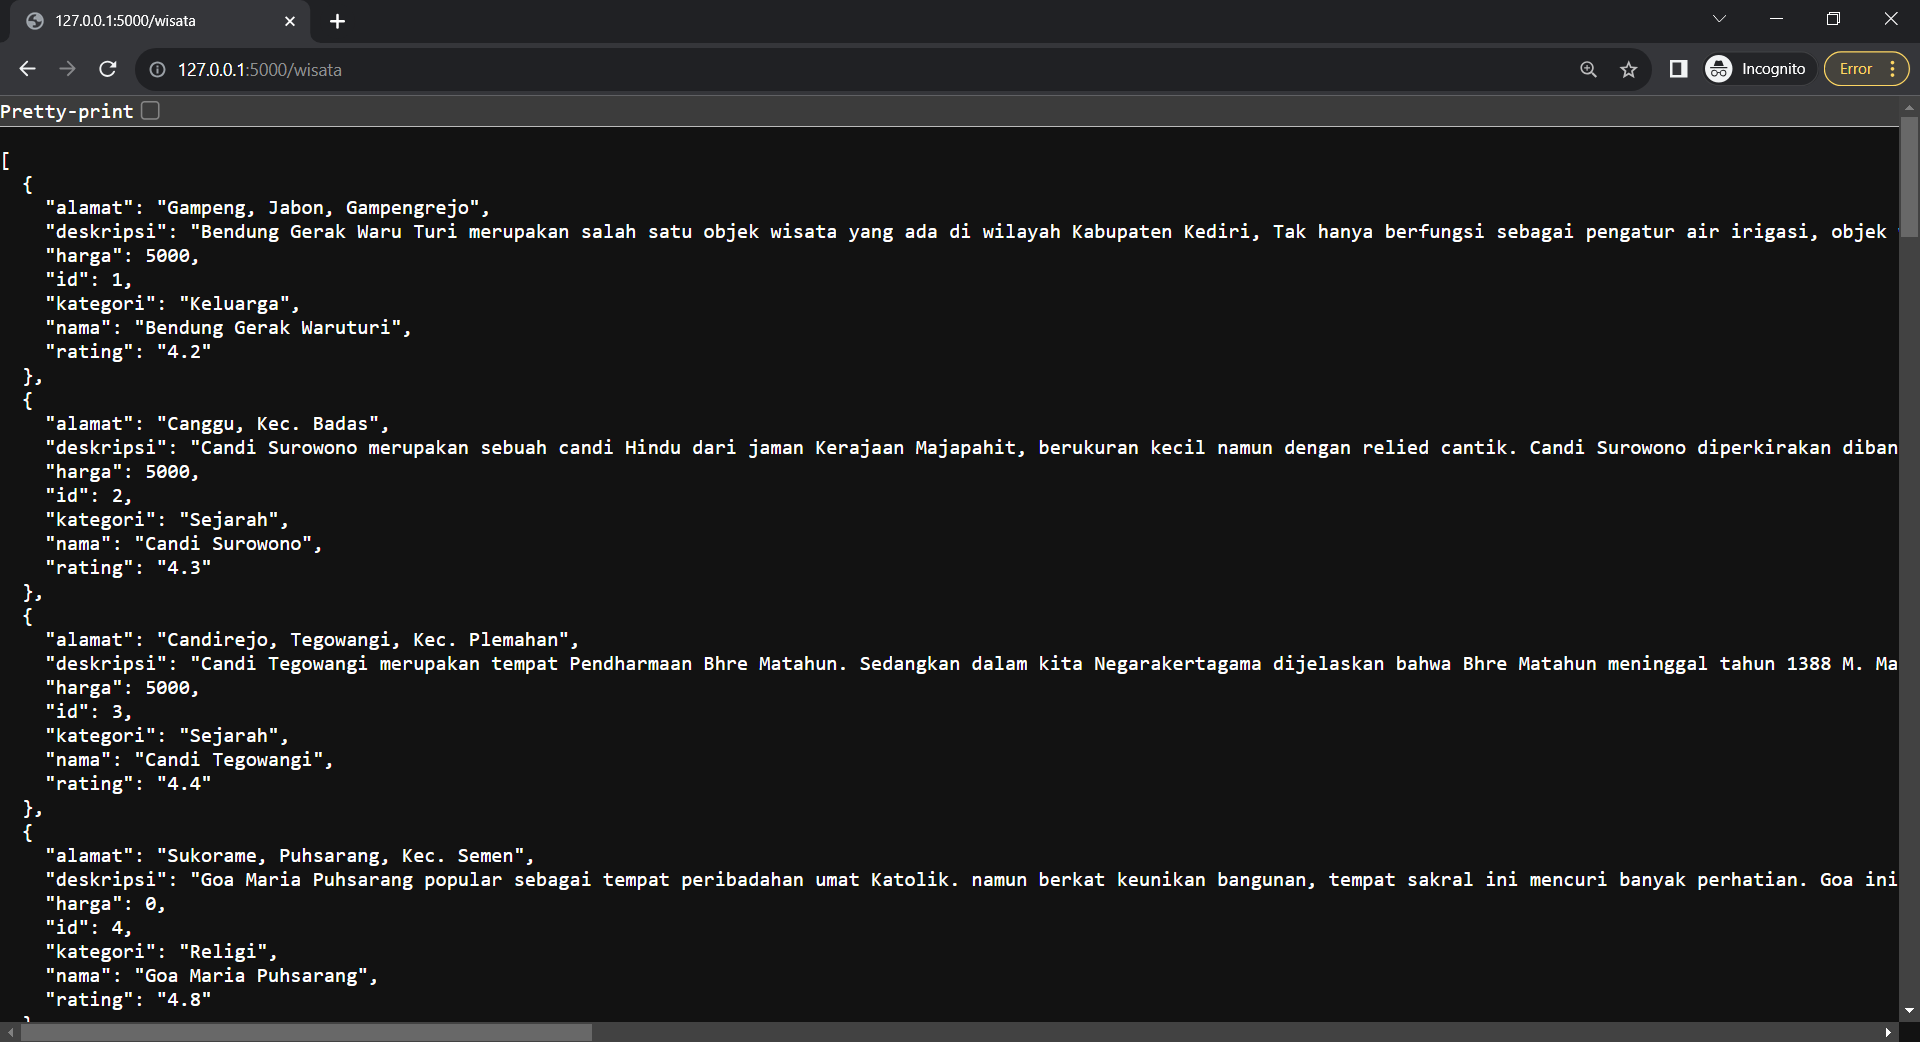 127.0.0.1:5000/wisata
127.0.0.1:5000/wisata
Incognito
Error
Pretty-print
[
  {
    "alamat": "Gampeng, Jabon, Gampengrejo",
    "deskripsi": "Bendung Gerak Waru Turi merupakan salah satu objek wisata yang ada di wilayah Kabupaten Kediri, Tak hanya berfungsi sebagai pengatur air irigasi, objek
    "harga": 5000,
    "id": 1,
    "kategori": "Keluarga",
    "nama": "Bendung Gerak Waruturi",
    "rating": "4.2"
  },
  {
    "alamat": "Canggu, Kec. Badas",
    "deskripsi": "Candi Surowono merupakan sebuah candi Hindu dari jaman Kerajaan Majapahit, berukuran kecil namun dengan relied cantik. Candi Surowono diperkirakan diban
    "harga": 5000,
    "id": 2,
    "kategori": "Sejarah",
    "nama": "Candi Surowono",
    "rating": "4.3"
  },
  {
    "alamat": "Candirejo, Tegowangi, Kec. Plemahan",
    "deskripsi": "Candi Tegowangi merupakan tempat Pendharmaan Bhre Matahun. Sedangkan dalam kita Negarakertagama dijelaskan bahwa Bhre Matahun meninggal tahun 1388 M. Ma
    "harga": 5000,
    "id": 3,
    "kategori": "Sejarah",
    "nama": "Candi Tegowangi",
    "rating": "4.4"
  },
  {
    "alamat": "Sukorame, Puhsarang, Kec. Semen",
    "deskripsi": "Goa Maria Puhsarang popular sebagai tempat peribadahan umat Katolik. namun berkat keunikan bangunan, tempat sakral ini mencuri banyak perhatian. Goa ini
    "harga": 0,
    "id": 4,
    "kategori": "Religi",
    "nama": "Goa Maria Puhsarang",
    "rating": "4.8"